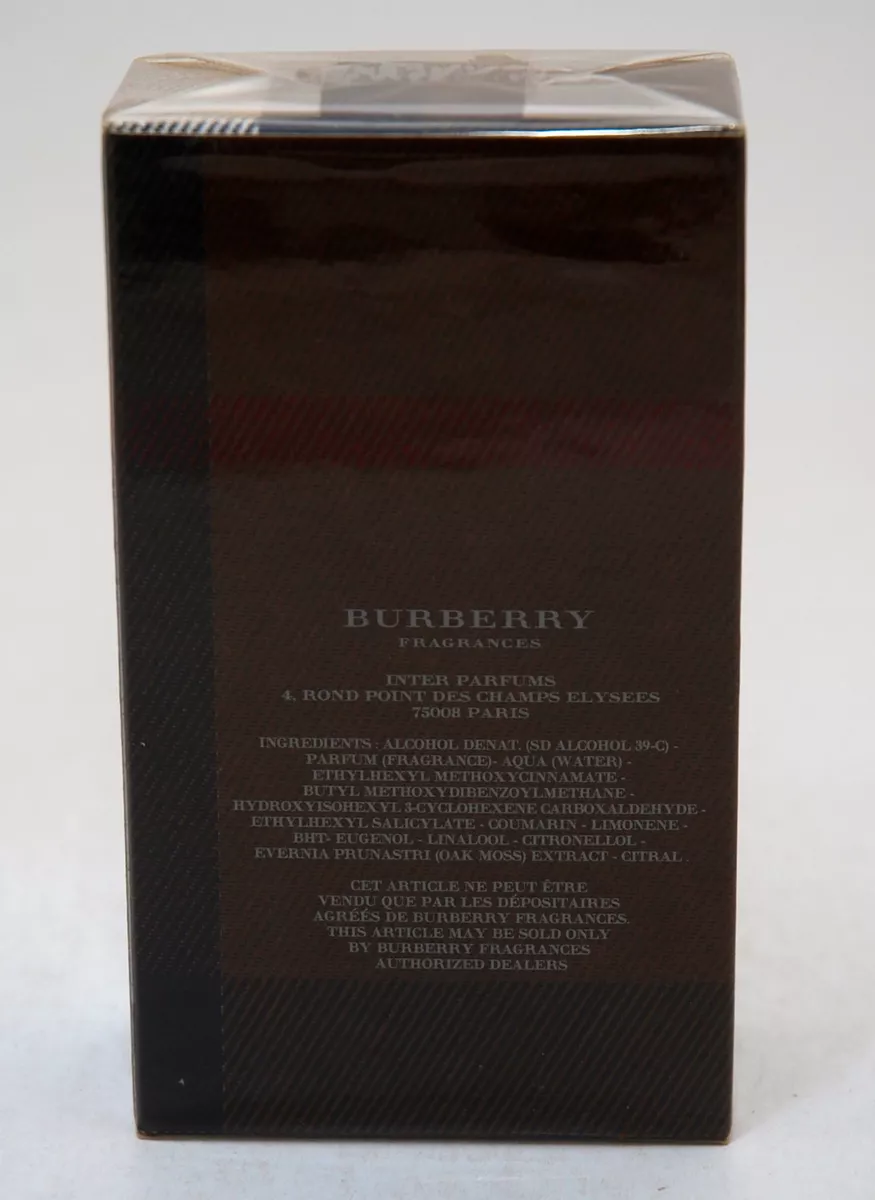 BURBERRY
FRAGRANCES
INTER PARFUMS
4, ROND POINT DES CHAMPS ELYSEES
75008 PARIS
INGREDIENTS : ALCOHOL DENAT. (SD ALCOHOL 39-C) -
PARFUM (FRAGRANCE)- AQUA (WATER) -
ETHYLHEXYL METHOXYCINNAMATE -
BUTYL METHOXYDIBENZOYLMETHANE -
HYDROXYISOHEXYL 3-CYCLOHEXENE CARBOXALDEHYDE -
ETHYLHEXYL SALICYLATE - COUMARIN - LIMONENE -
BHT- EUGENOL - LINALOOL - CITRONELLOL -
EVERNIA PRUNASTRI (OAK MOSS) EXTRACT - CITRAL .
CET ARTICLE NE PEUT ÊTRE
VENDU QUE PAR LES DÉPOSITAIRES
AGRÉÉS DE BURBERRY FRAGRANCES.
THIS ARTICLE MAY BE SOLD ONLY
BY BURBERRY FRAGRANCES
AUTHORIZED DEALERS